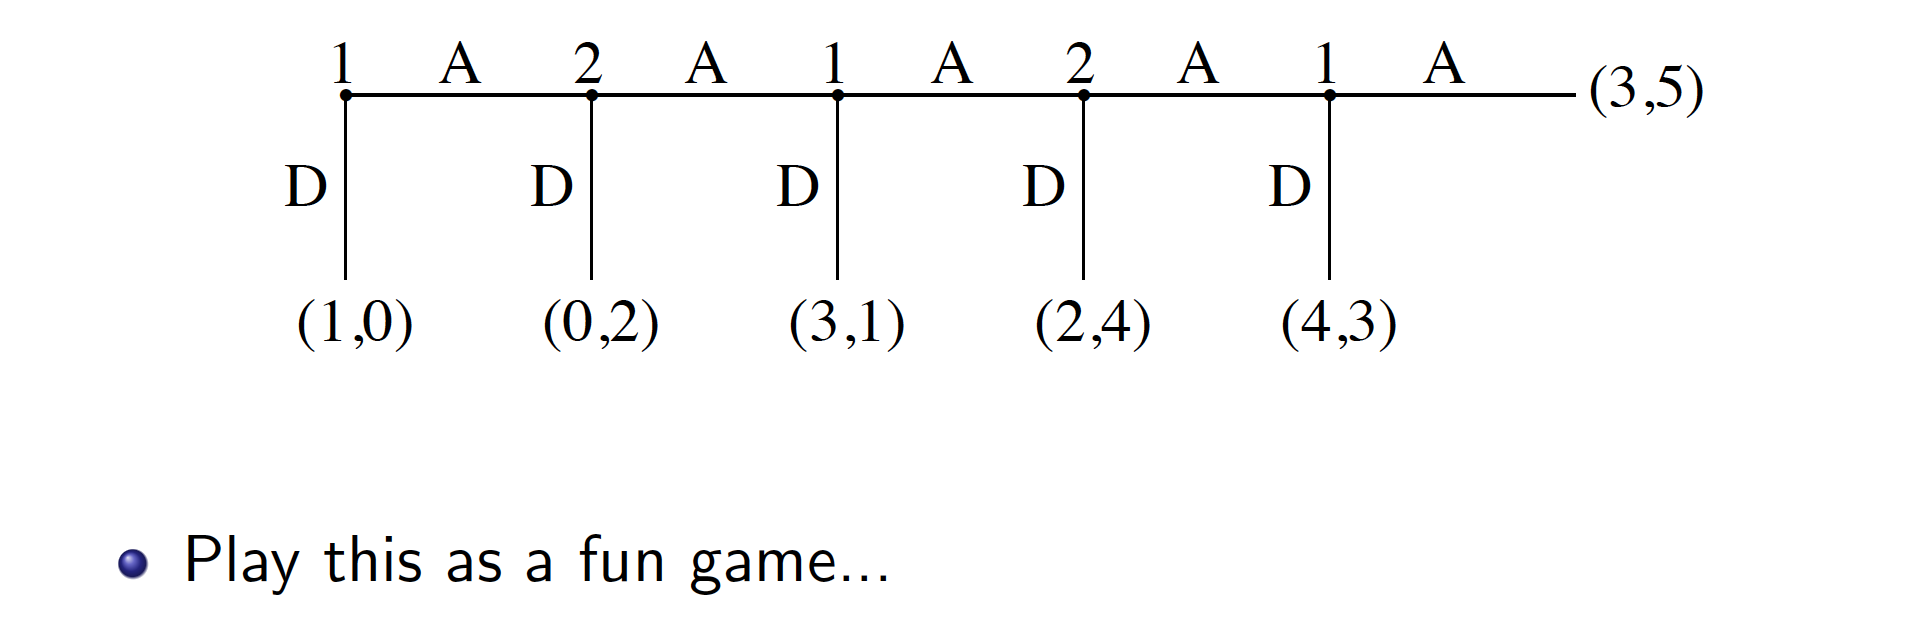 1 A 2 A 1 A 2 A 1 A
(3,5)
D D D D D
(1,0) (0,2) (3,1) (2,4) (4,3)
Play this as a fun game...